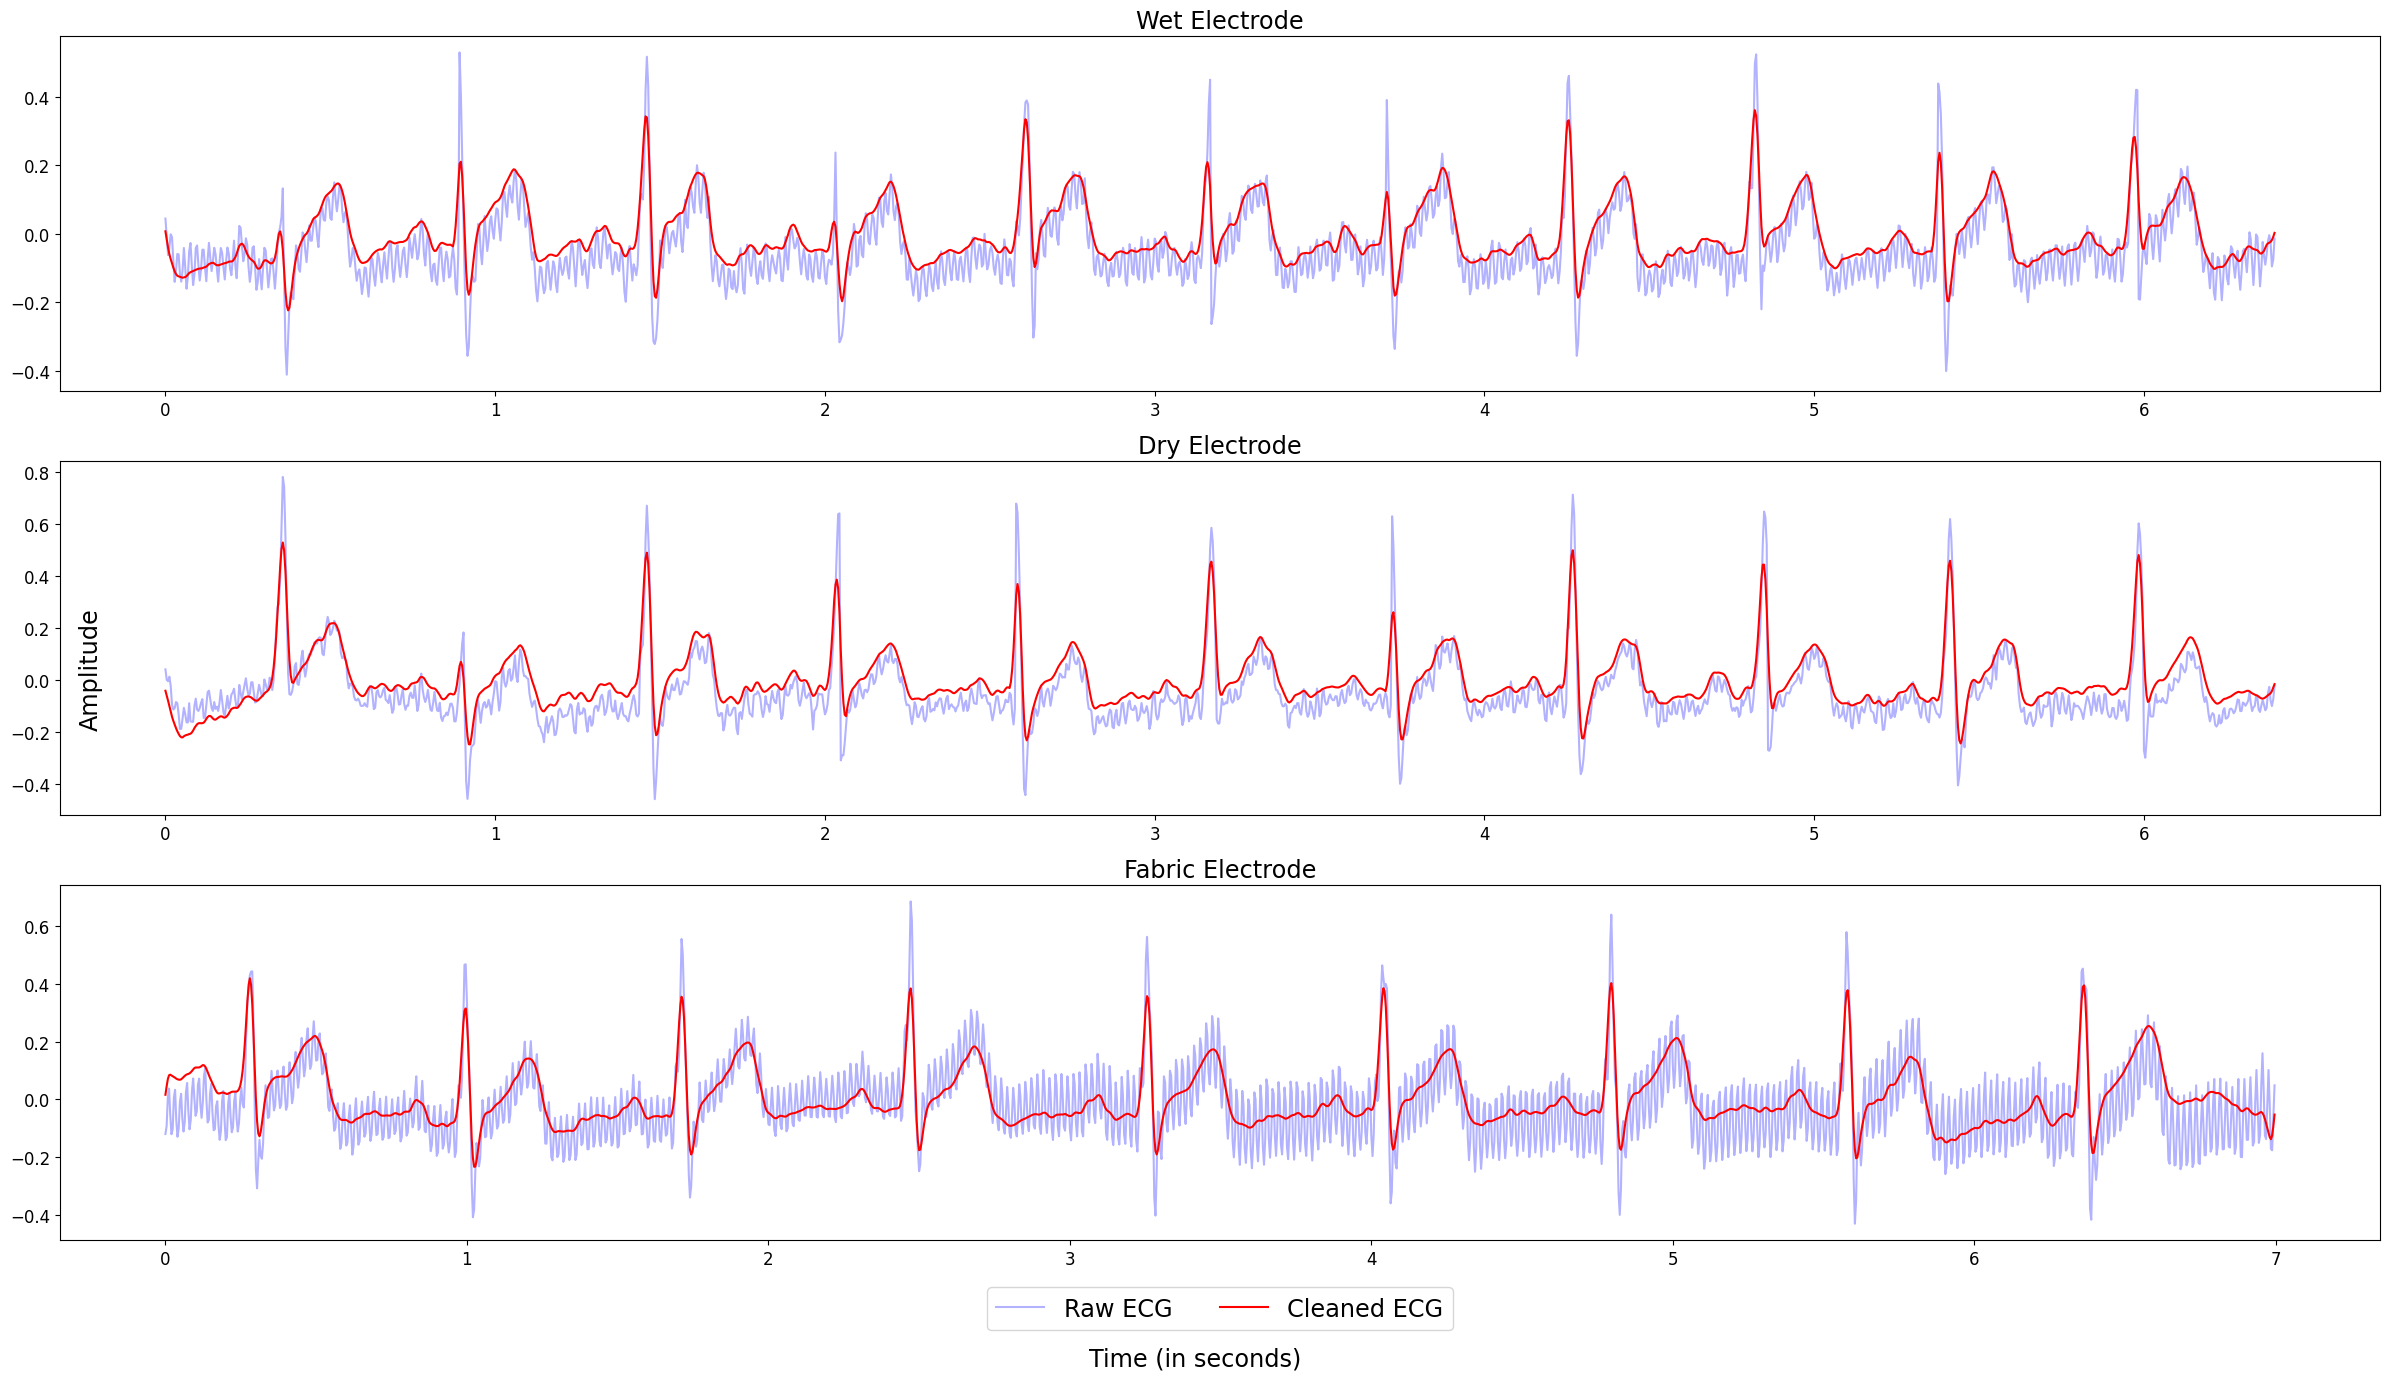 Wet Electrode
0.4
0.2
0.0
−0.2
−0.4
0 1 2 3 4 5 6
Dry Electrode
Amplitude
0.8
0.6
0.4
0.2
0.0
−0.2
−0.4
0 1 2 3 4 5 6
Fabric Electrode
0.6
0.4
0.2
0.0
−0.2
−0.4
0 1 2 3 4 5 6 7
Raw ECG Cleaned ECG
Time (in seconds)